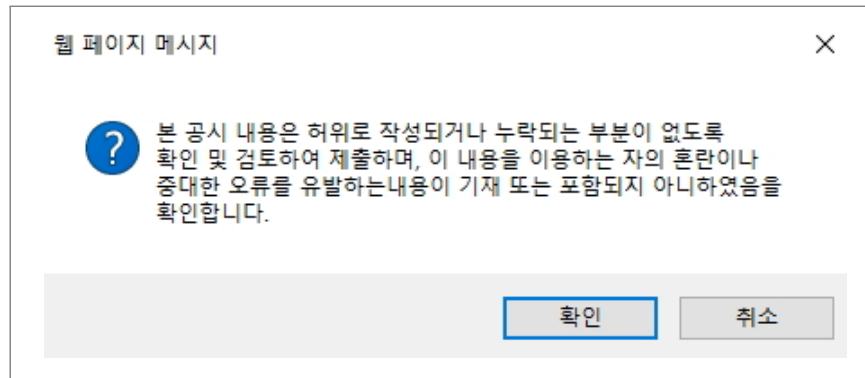 웹 페이지 메시지
본 공시 내용은 허위로 작성되거나 누락되는 부분이 없도록
확인 및 검토하여 제출하며, 이 내용을 이용하는 자의 혼란이나
중대한 오류를 유발하는내용이 기재 또는 포함되지 아니하였음을
확인합니다.
확인 취소